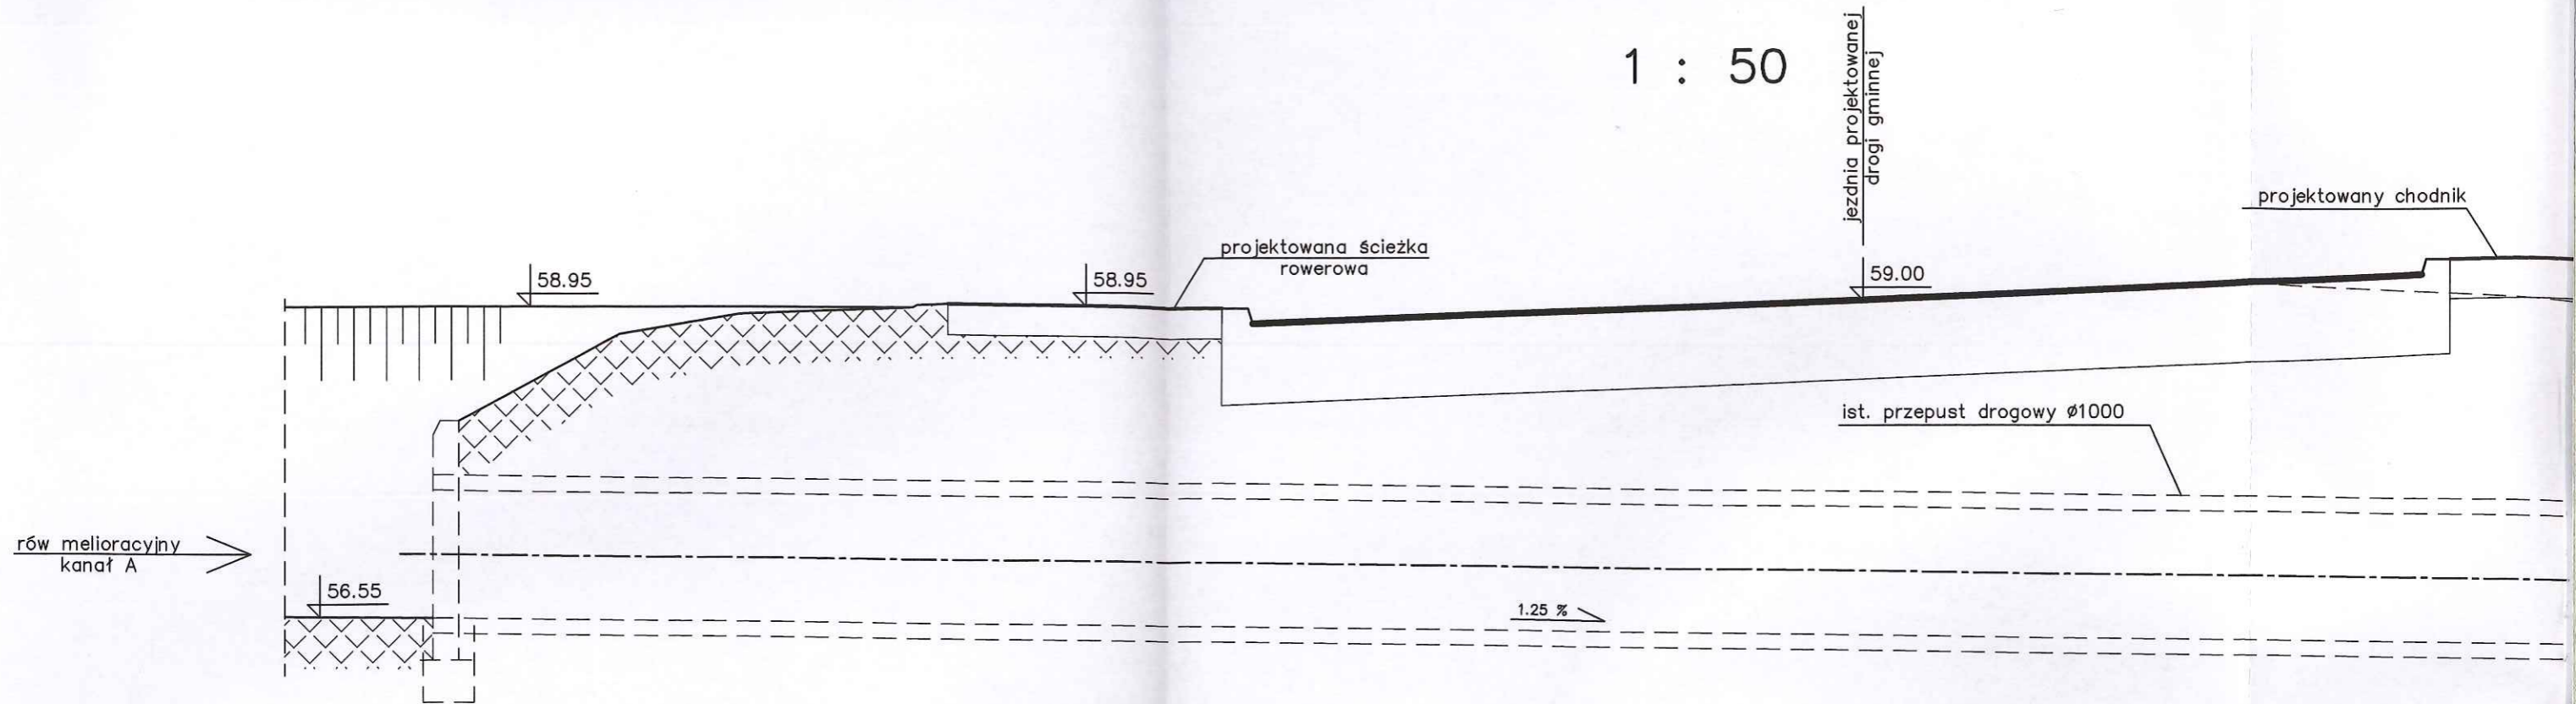 1 : 50
jezdnia projektowanej
drogi gminnej
projektowany chodnik
projektowana ścieżka
rowerowa
58.95
58.95
59.00
ist. przepust drogowy Ø1000
rów melioracyjny
kanał A
56.55
1.25 %